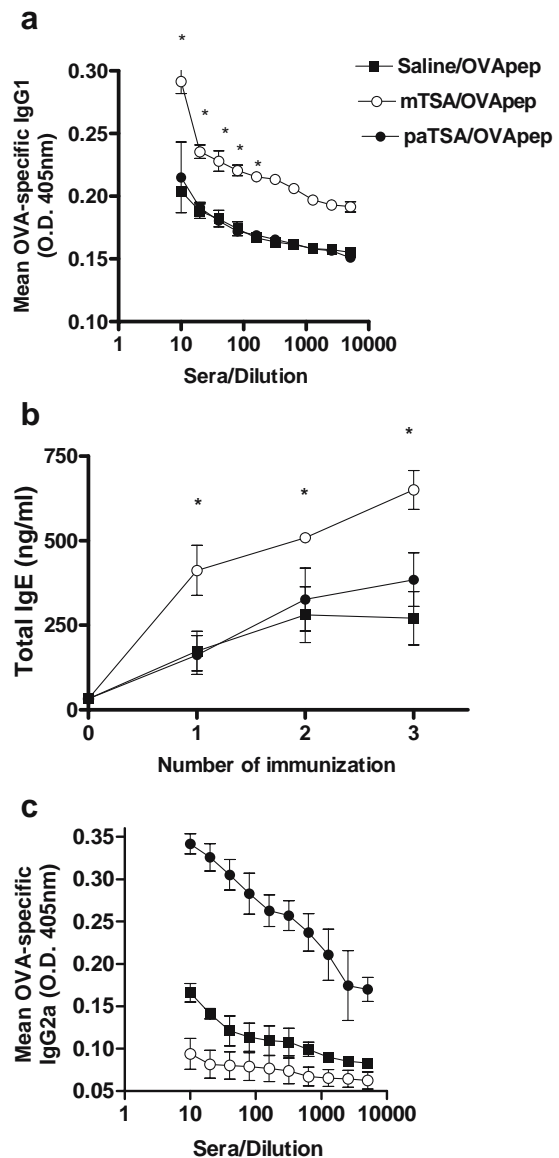 a
*
0.30
Saline/OVApep
mTSA/OVApep
paTSA/OVApep
*
*
*
*
0.25
0.20
0.15
0.10
Mean OVA-specific IgG1
(O.D. 405nm)
1
10
100
1000
10000
Sera/Dilution
b
*
*
*
750
500
250
0
Total IgE (ng/ml)
0
1
2
3
Number of immunization
c
0.35
0.30
0.25
0.20
0.15
0.10
0.05
Mean OVA-specific
IgG2a (O.D. 405nm)
1
10
100
1000
10000
Sera/Dilution